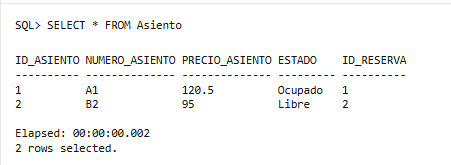 SQL> SELECT * FROM Asiento
ID_ASIENTO NUMERO_ASIENTO PRECIO_ASIENTO ESTADO ID_RESERVA
---------- -------------- -------------- --------- ----------
1 A1 120.5 Ocupado 1
2 B2 95 Libre 2
Elapsed: 00:00:00.002
2 rows selected.